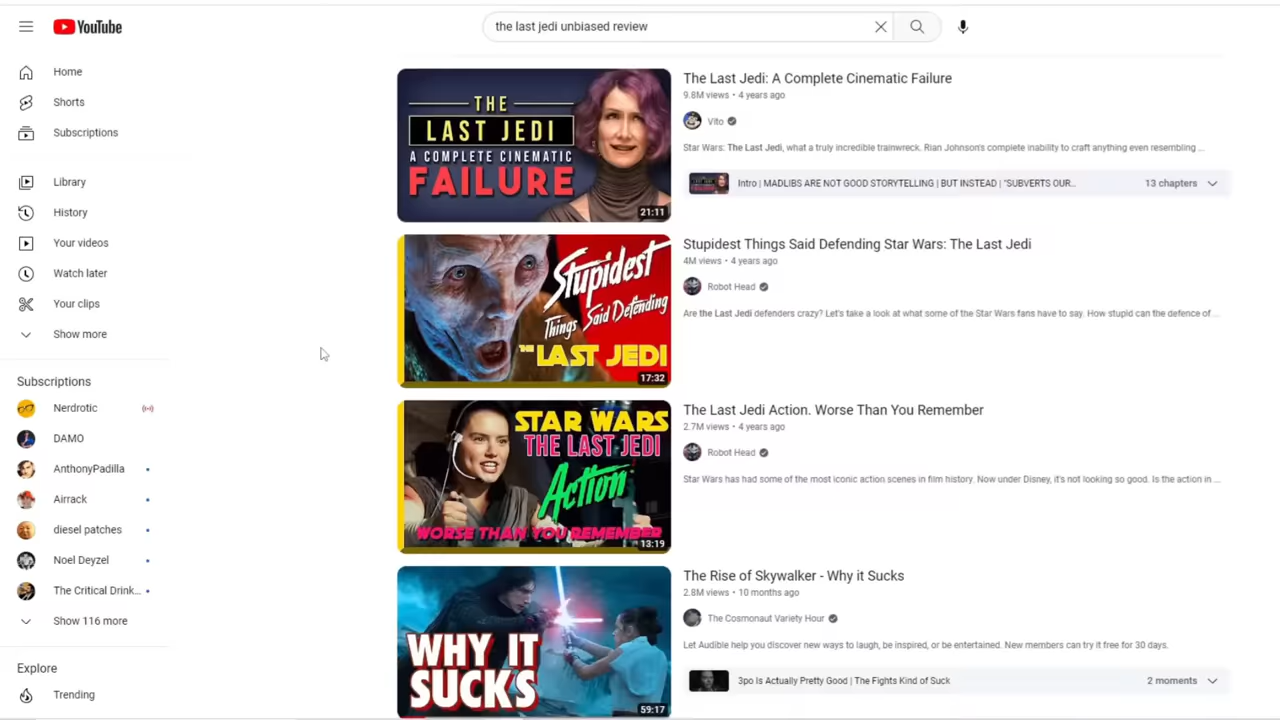 YouTube
the last jedi unbiased review
Home
Shorts
Subscriptions
Library
History
Your videos
Watch later
Your clips
Show more
Subscriptions
Nerdrotic
DAMO
AnthonyPadilla
Airrack
diesel patches
Noel Deyzel
The Critical Drink...
Show 116 more
Explore
Trending
THE
LAST JEDI
A COMPLETE CINEMATIC
FAILURE
21:11
The Last Jedi: A Complete Cinematic Failure
9.8M views • 4 years ago
Vito
Star Wars: The Last Jedi, what a truly incredible trainwreck. Rian Johnson's complete inability to craft anything even resembling ...
Intro | MADLIBS ARE NOT GOOD STORYTELLING | BUT INSTEAD | "SUBVERTS OUR...
13 chapters
Stupidest
Things Said Defending
THE LAST JEDI
17:32
Stupidest Things Said Defending Star Wars: The Last Jedi
4M views • 4 years ago
Robot Head
Are the Last Jedi defenders crazy? Let's take a look at what some of the Star Wars fans have to say. How stupid can the defence of ...
STAR WARS
THE LAST JEDI
Action
WORSE THAN YOU REMEMBER
13:19
The Last Jedi Action. Worse Than You Remember
2.7M views • 4 years ago
Robot Head
Star Wars has had some of the most iconic action scenes in film history. Now under Disney, it's not looking so good. Is the action in ...
WHY IT
SUCKS
59:17
The Rise of Skywalker - Why it Sucks
2.8M views • 10 months ago
The Cosmonaut Variety Hour
Let Audible help you discover new ways to laugh, be inspired, or be entertained. New members can try it free for 30 days.
3po Is Actually Pretty Good | The Fights Kind of Suck
2 moments